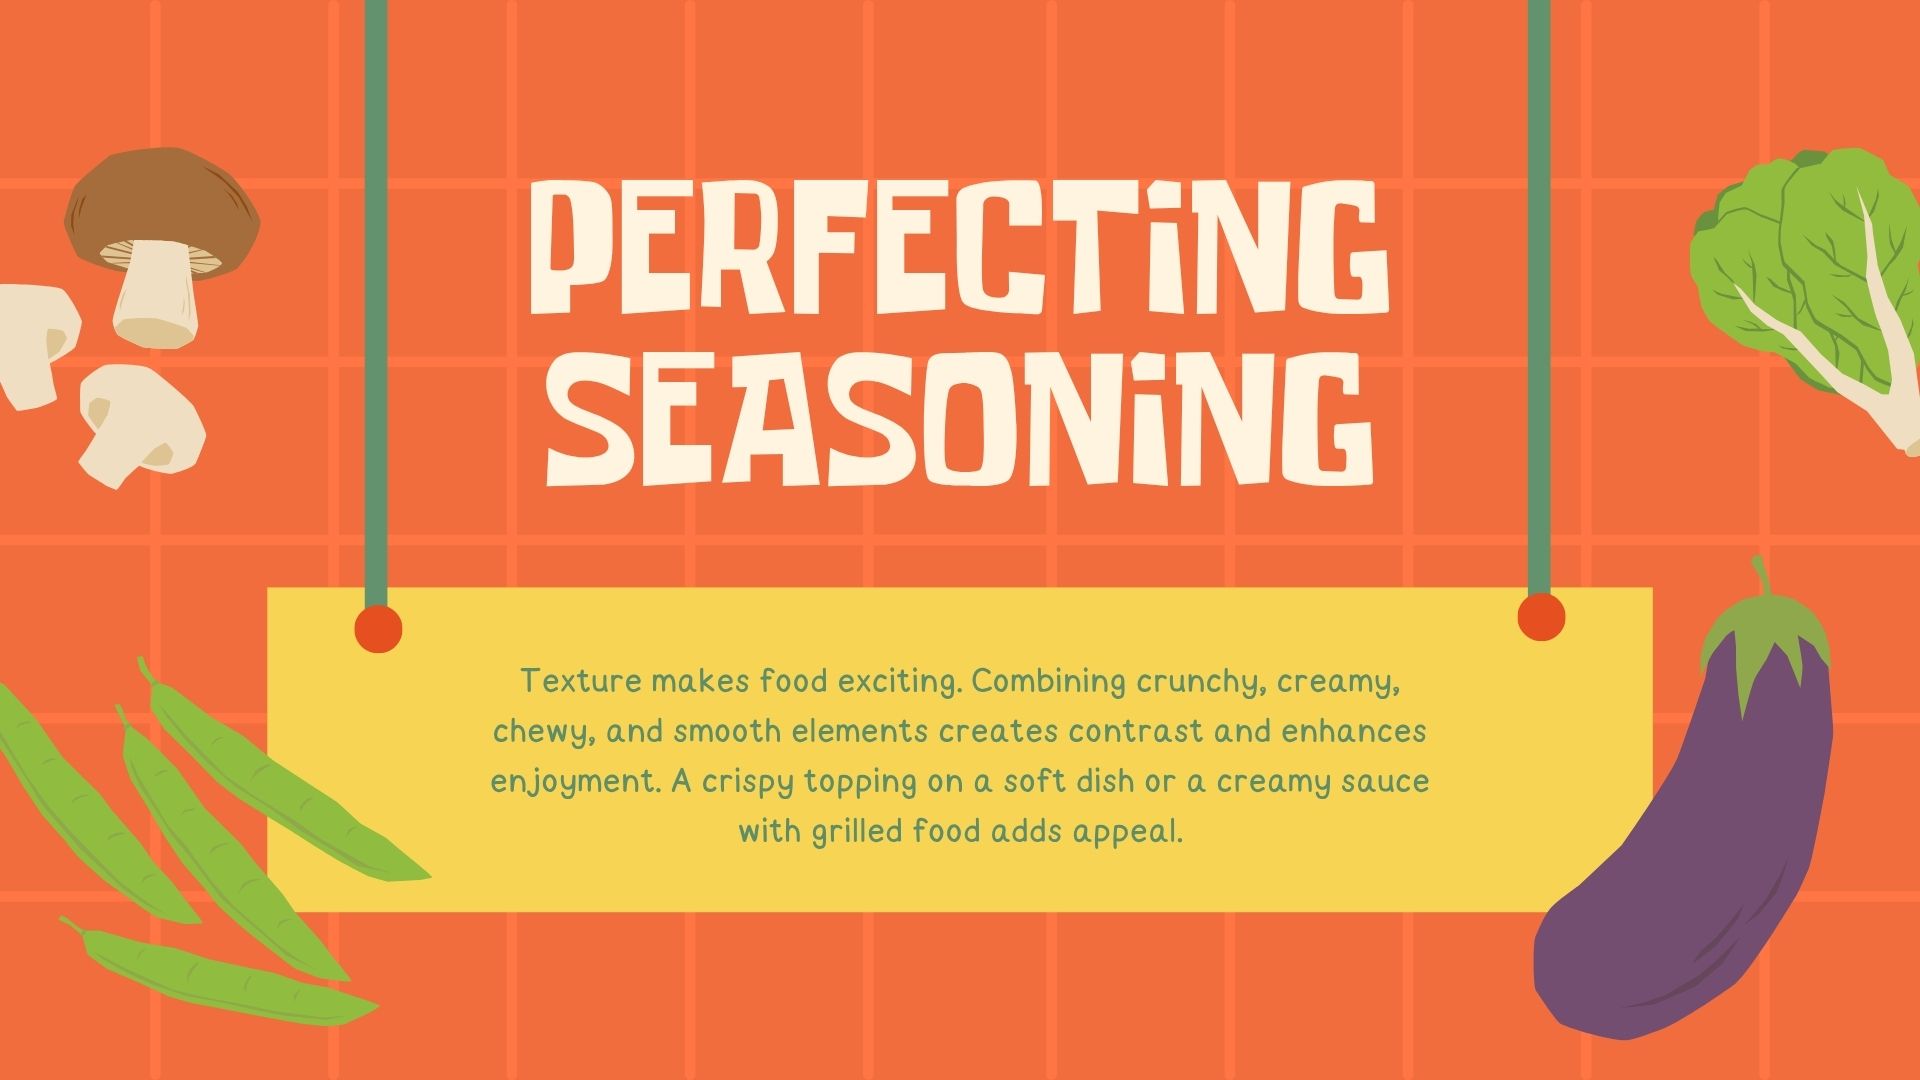 PERFECTING
SEASONING
Texture makes food exciting. Combining crunchy, creamy,
chewy, and smooth elements creates contrast and enhances
enjoyment. A crispy topping on a soft dish or a creamy sauce
with grilled food adds appeal.